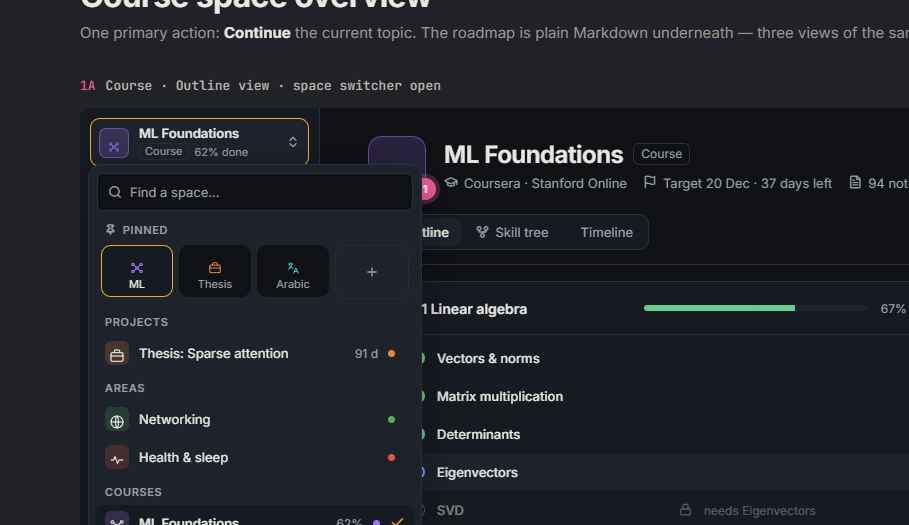 Course space overview
One primary action: Continue the current topic. The roadmap is plain Markdown underneath — three views of the
1A Course · Outline view · space switcher open
ML Foundations
Course 62% done
Find a space...
PINNED
ML
Thesis
Arabic
+
PROJECTS
Thesis: Sparse attention 91 d
AREAS
Networking
Health & sleep
COURSES
ML Foundations 62%
ML Foundations Course
1
Coursera · Stanford Online Target 20 Dec · 37 days left 94
tline Skill tree Timeline
1 Linear algebra 67%
Vectors & norms
Matrix multiplication
Determinants
Eigenvectors
SVD needs Eigenvectors